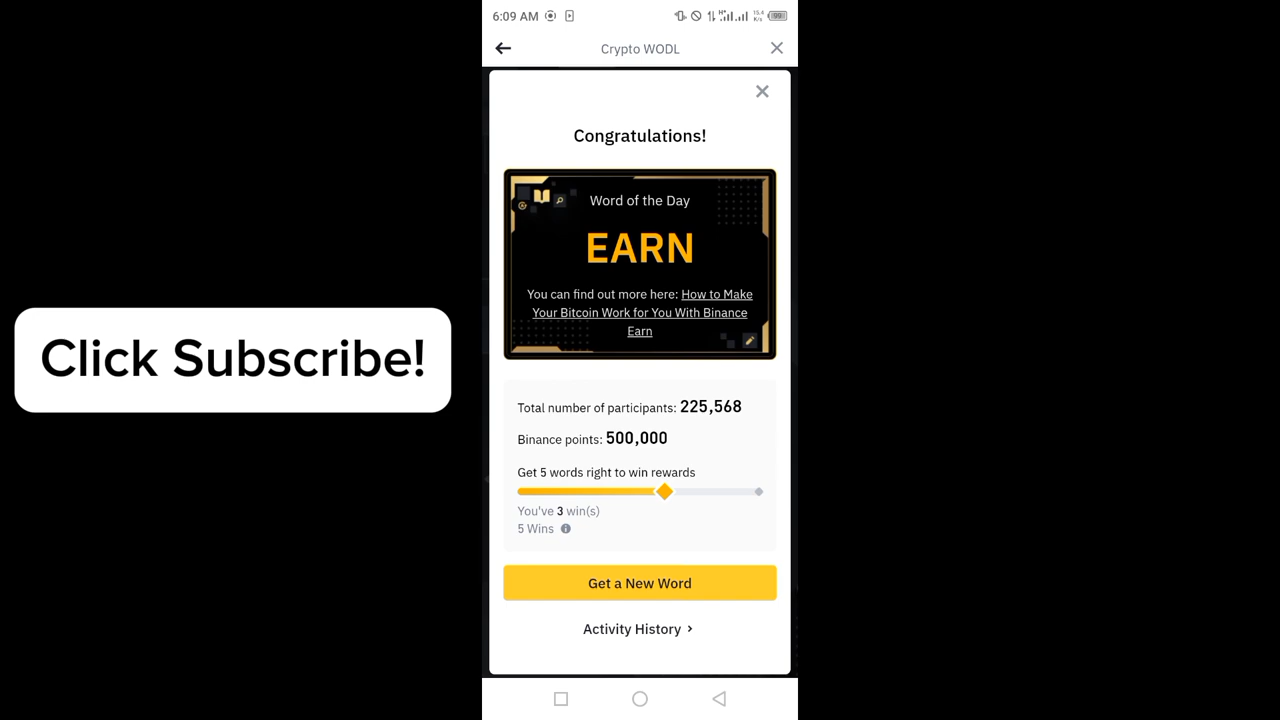 6:09 AM
15.4
K/s
99
Crypto WODL
Congratulations!
Word of the Day
EARN
You can find out more here: How to Make
Your Bitcoin Work for You With Binance
Earn
Click Subscribe!
Total number of participants: 225,568
Binance points: 500,000
Get 5 words right to win rewards
You've 3 win(s)
5 Wins
Get a New Word
Activity History